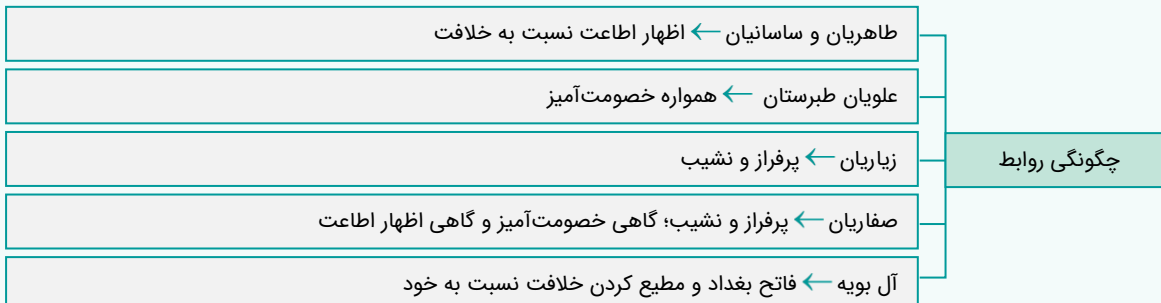 چگونگی روابط
طاهریان و ساسانیان ← اظهار اطاعت نسبت به خلافت
علویان طبرستان ← همواره خصومت‌آمیز
زیاریان ← پرفراز و نشیب
صفاریان ← پرفراز و نشیب؛ گاهی خصومت‌آمیز و گاهی اظهار اطاعت
آل بویه ← فاتح بغداد و مطیع کردن خلافت نسبت به خود